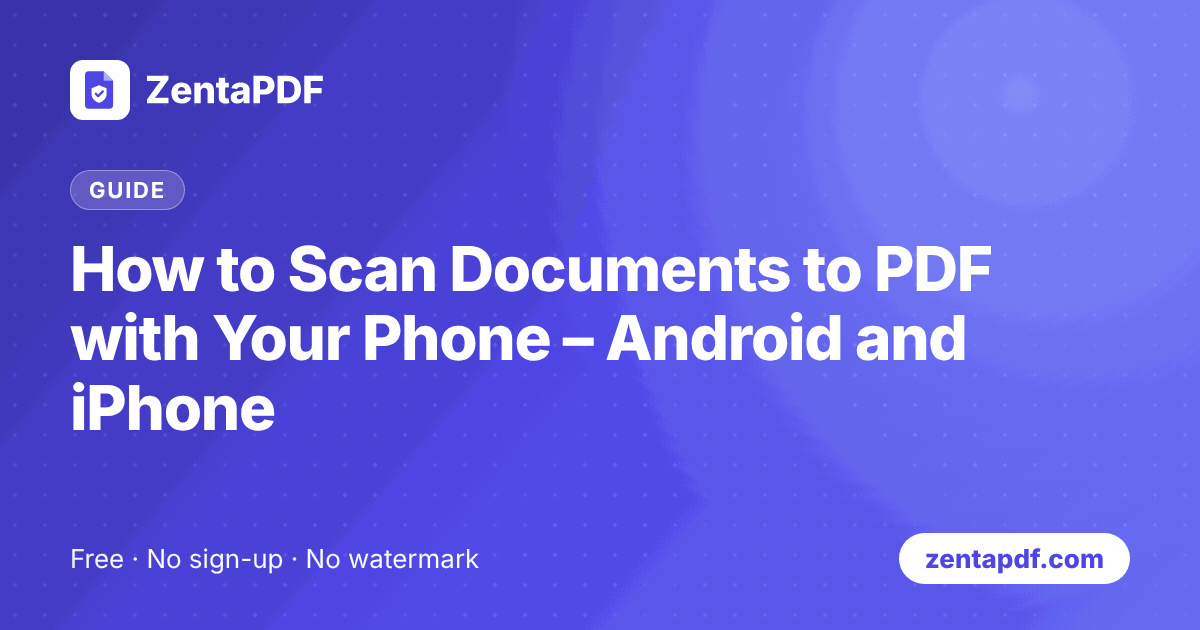 ZentaPDF
GUIDE
How to Scan Documents to PDF
with Your Phone – Android and
iPhone
Free · No sign-up · No watermark
zentapdf.com